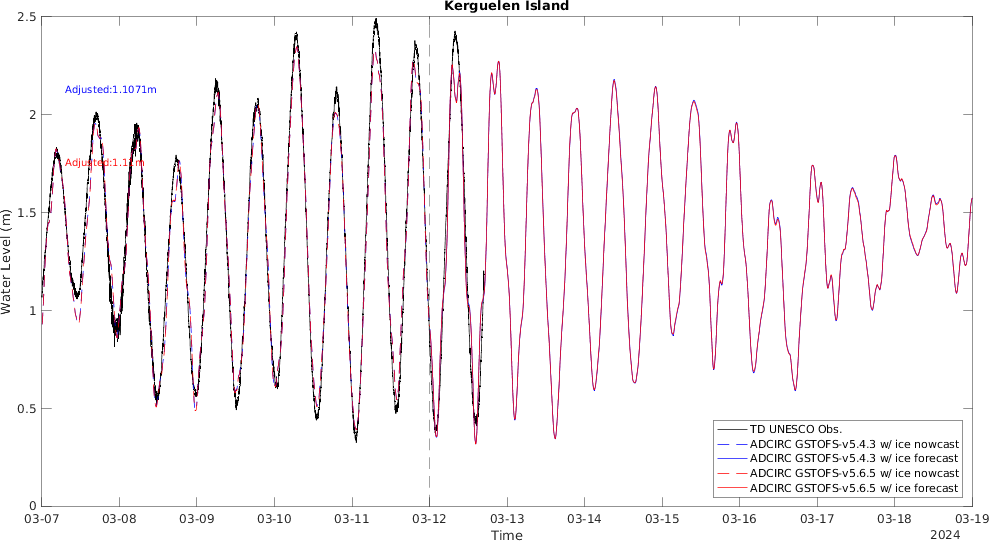 Kerguelen Island
2.5
2
1.5
1
0.5
0
Water Level (m)
Adjusted:1.1071m
03-07
03-08
03-09
03-10
03-11
03-12
03-13
03-14
03-15
03-16
03-17
03-18
03-19
Time
2024
TD UNESCO Obs.
ADCIRC GSTOFS-v5.4.3 w/ ice nowcast
ADCIRC GSTOFS-v5.4.3 w/ ice forecast
ADCIRC GSTOFS-v5.6.5 w/ ice nowcast
ADCIRC GSTOFS-v5.6.5 w/ ice forecast